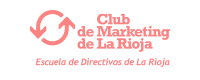 Club
de Marketing
de La Rioja
Escuela de Directivos de La Rioja